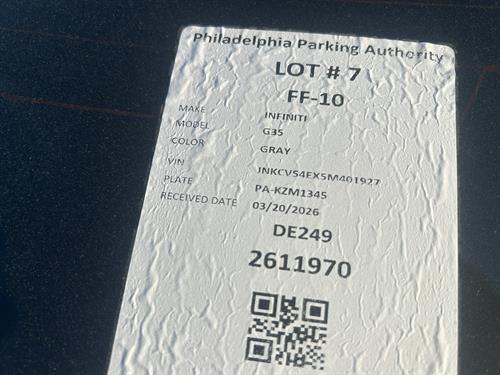 Philadelphia Parking Authority
LOT # 7
FF-10
MAKE INFINITI
MODEL G35
COLOR GRAY
VIN JNKCV54EX5M401927
PLATE PA-KZM1345
RECEIVED DATE 03/20/2026
DE249
2611970